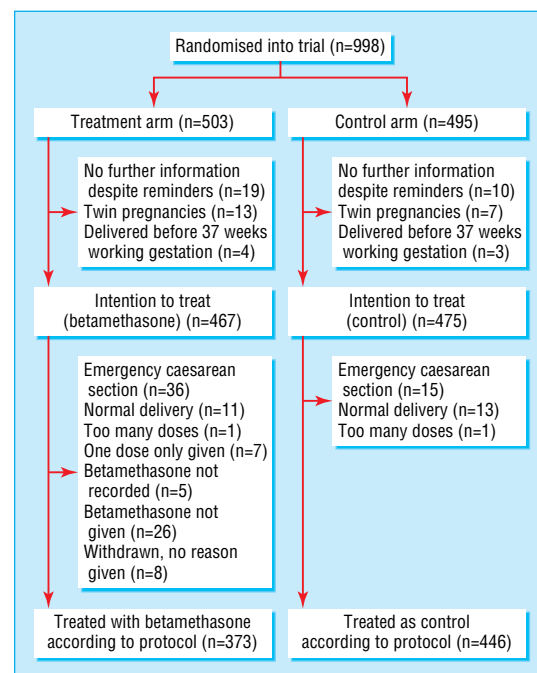 Randomised into trial (n=998)
Treatment arm (n=503)
Control arm (n=495)
No further information
despite reminders (n=19)
Twin pregnancies (n=13)
Delivered before 37 weeks
working gestation (n=4)
No further information
despite reminders (n=10)
Twin pregnancies (n=7)
Delivered before 37 weeks
working gestation (n=3)
Intention to treat
(betamethasone) (n=467)
Intention to treat
(control) (n=475)
Emergency caesarean
section (n=36)
Normal delivery (n=11)
Too many doses (n=1)
One dose only given (n=7)
Betamethasone not
recorded (n=5)
Betamethasone not
given (n=26)
Withdrawn, no reason
given (n=8)
Emergency caesarean
section (n=15)
Normal delivery (n=13)
Too many doses (n=1)
Treated with betamethasone
according to protocol (n=373)
Treated as control
according to protocol (n=446)